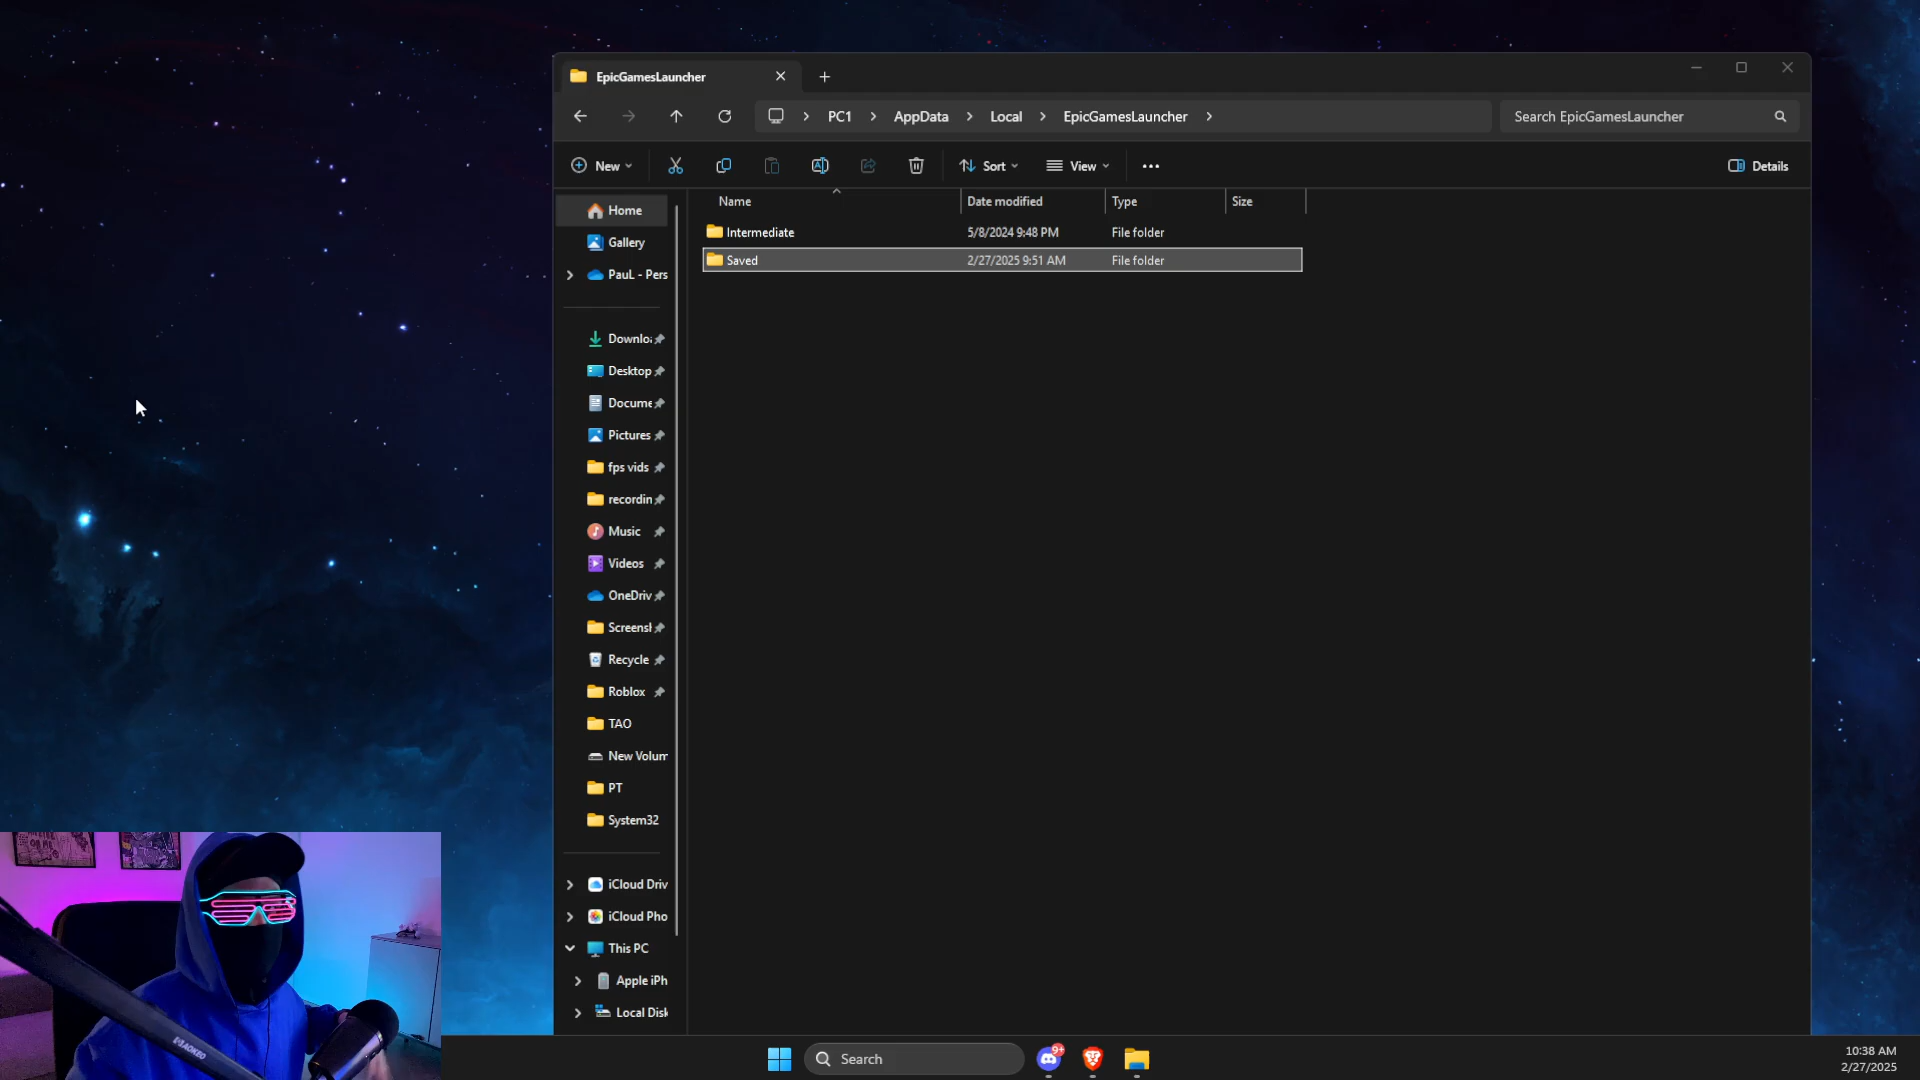 EpicGamesLauncher
PC1 > AppData > Local > EpicGamesLauncher >
Search EpicGamesLauncher
New
Sort
View
Details
Name Date modified Type Size
Intermediate 5/8/2024 9:48 PM File folder
Saved 2/27/2025 9:51 AM File folder
Home
Gallery
PauL - Pers
Downlo
Desktop
Docume
Pictures
fps vids
recordin
Music
Videos
OneDriv
Screensl
Recycle
Roblox
TAO
New Volum
PT
System32
iCloud Driv
iCloud Pho
This PC
Apple iPh
Local Disk
MAONO
Search
9+
10:38 AM
2/27/2025